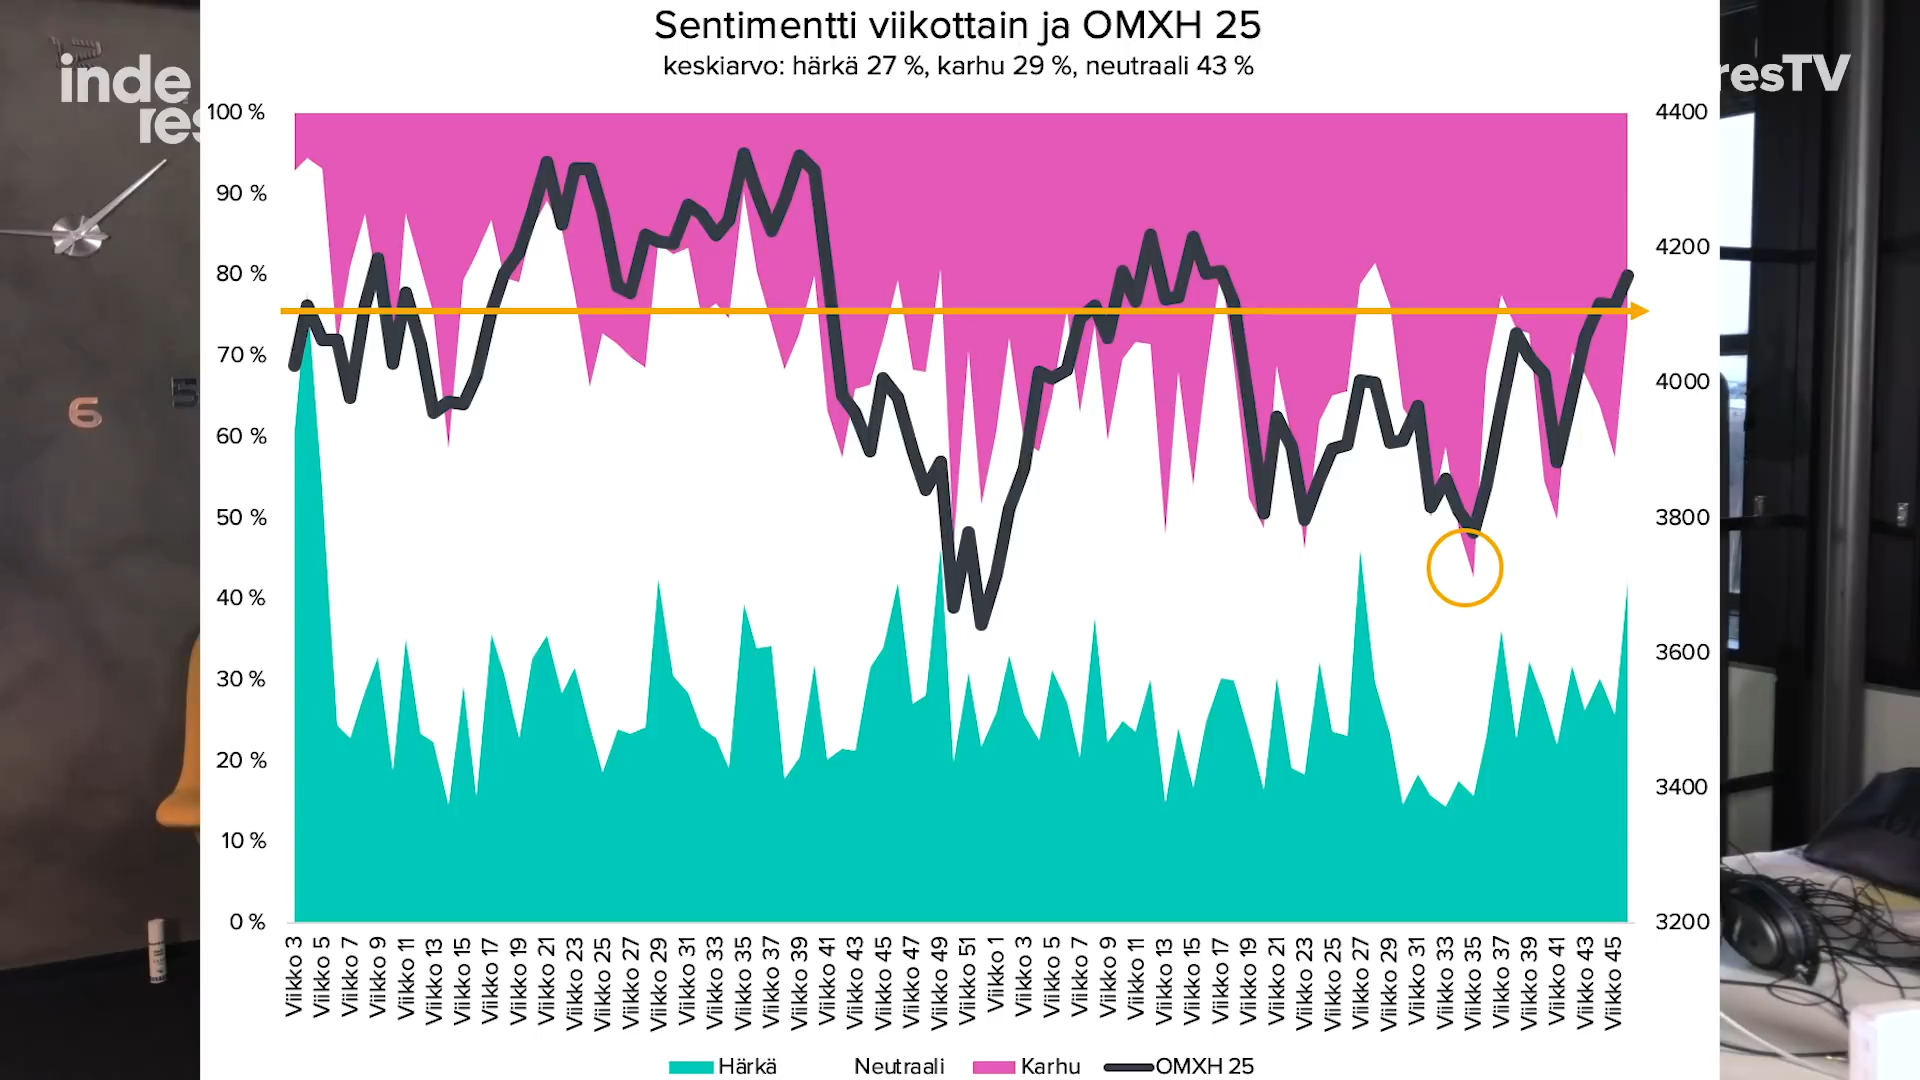 Sentimentti viikottain ja OMXH 25
keskiarvo: härkä 27 %, karhu 29 %, neutraali 43 %
inde
res
resTV
100 %
90 %
80 %
70 %
60 %
50 %
40 %
30 %
20 %
10 %
0 %
4400
4200
4000
3800
3600
3400
3200
6
5
Viikko 3
Viikko 5
Viikko 7
Viikko 9
Viikko 11
Viikko 13
Viikko 15
Viikko 17
Viikko 19
Viikko 21
Viikko 23
Viikko 25
Viikko 27
Viikko 29
Viikko 31
Viikko 33
Viikko 35
Viikko 37
Viikko 39
Viikko 41
Viikko 43
Viikko 45
Viikko 47
Viikko 49
Viikko 51
Viikko 1
Viikko 3
Viikko 5
Viikko 7
Viikko 9
Viikko 11
Viikko 13
Viikko 15
Viikko 17
Viikko 19
Viikko 21
Viikko 23
Viikko 25
Viikko 27
Viikko 29
Viikko 31
Viikko 33
Viikko 35
Viikko 37
Viikko 39
Viikko 41
Viikko 43
Viikko 45
Härkä Neutraali Karhu OMXH 25